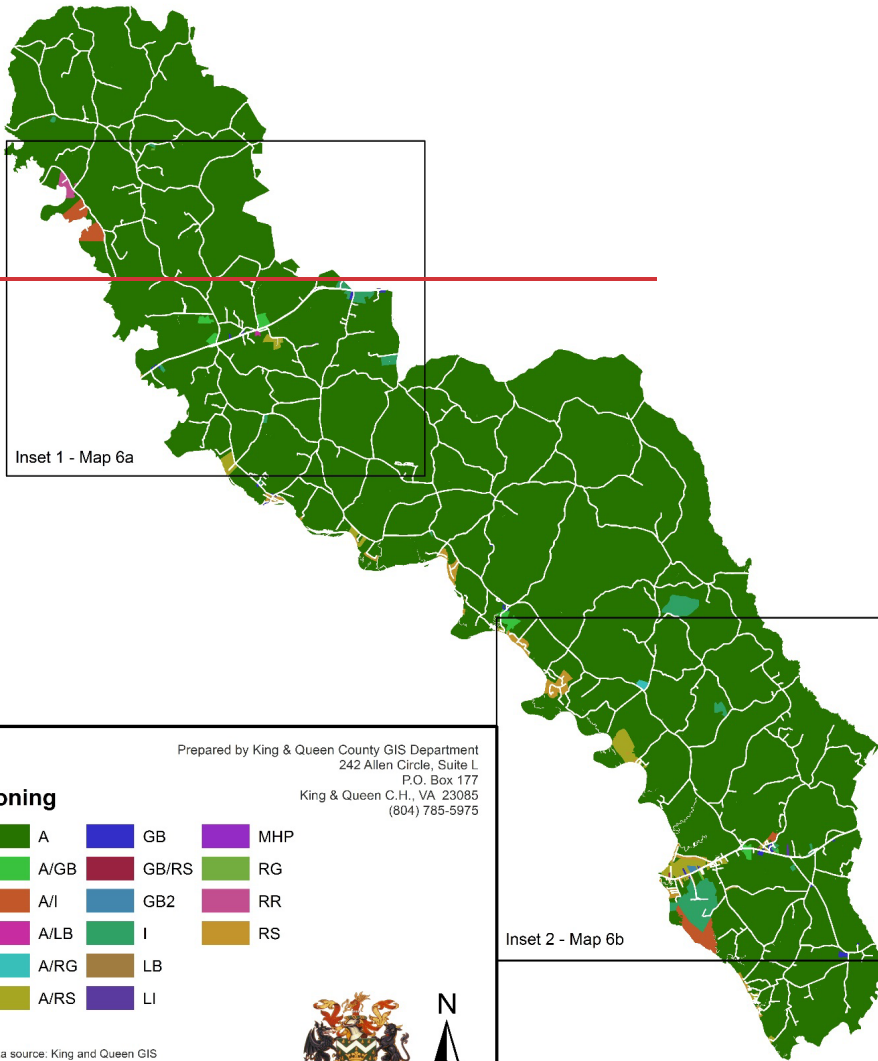 Inset 1 - Map 6a
Prepared by King & Queen County GIS Department
242 Allen Circle, Suite L
P.O. Box 177
King & Queen C.H., VA 23085
(804) 785-5975
oning
A
GB
MHP
A/GB
GB/RS
RG
A/I
GB2
RR
A/LB
I
RS
A/RG
LB
A/RS
LI
Inset 2 - Map 6b
N
a source: King and Queen GIS